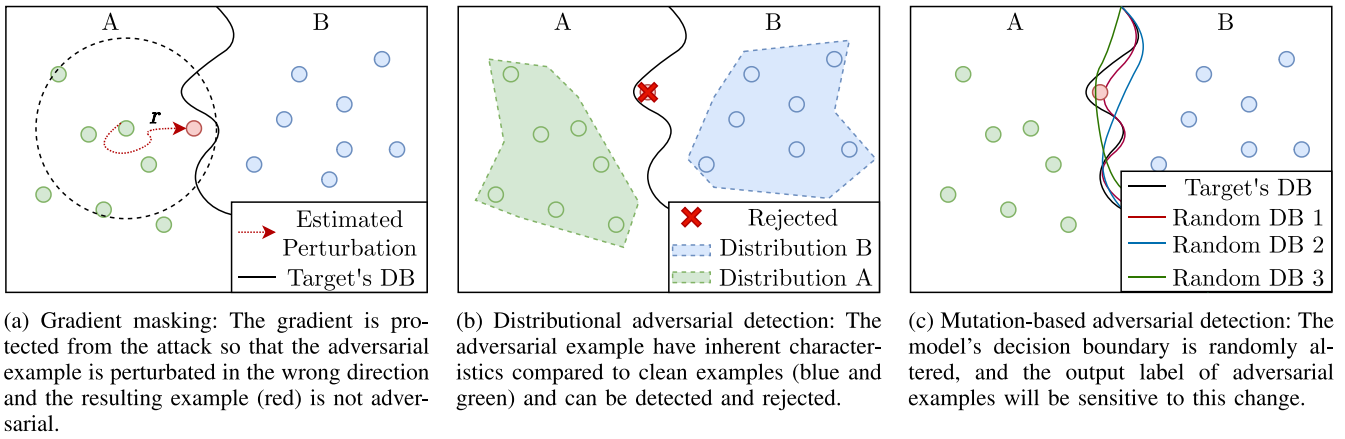 A
B
r
Estimated
Perturbation
Target's DB
A
B
Rejected
Distribution B
Distribution A
A
B
Target's DB
Random DB 1
Random DB 2
Random DB 3
(a) Gradient masking: The gradient is pro-
tected from the attack so that the adversarial
example is perturbated in the wrong direction
and the resulting example (red) is not adver-
sarial.
(b) Distributional adversarial detection: The
adversarial example have inherent character-
istics compared to clean examples (blue and
green) and can be detected and rejected.
(c) Mutation-based adversarial detection: The
model's decision boundary is randomly al-
tered, and the output label of adversarial
examples will be sensitive to this change.